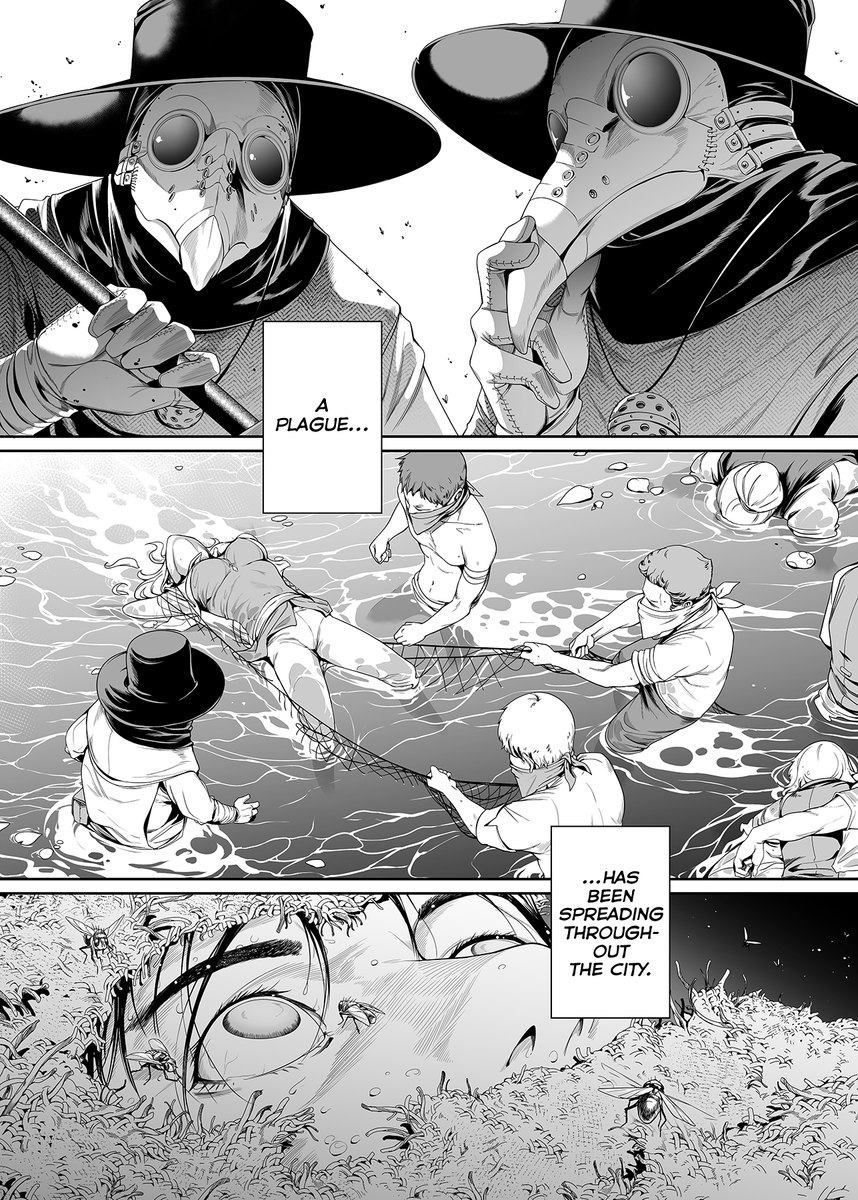 A
PLAGUE...
...HAS
BEEN
SPREADING
THROUGH-
OUT
THE CITY.